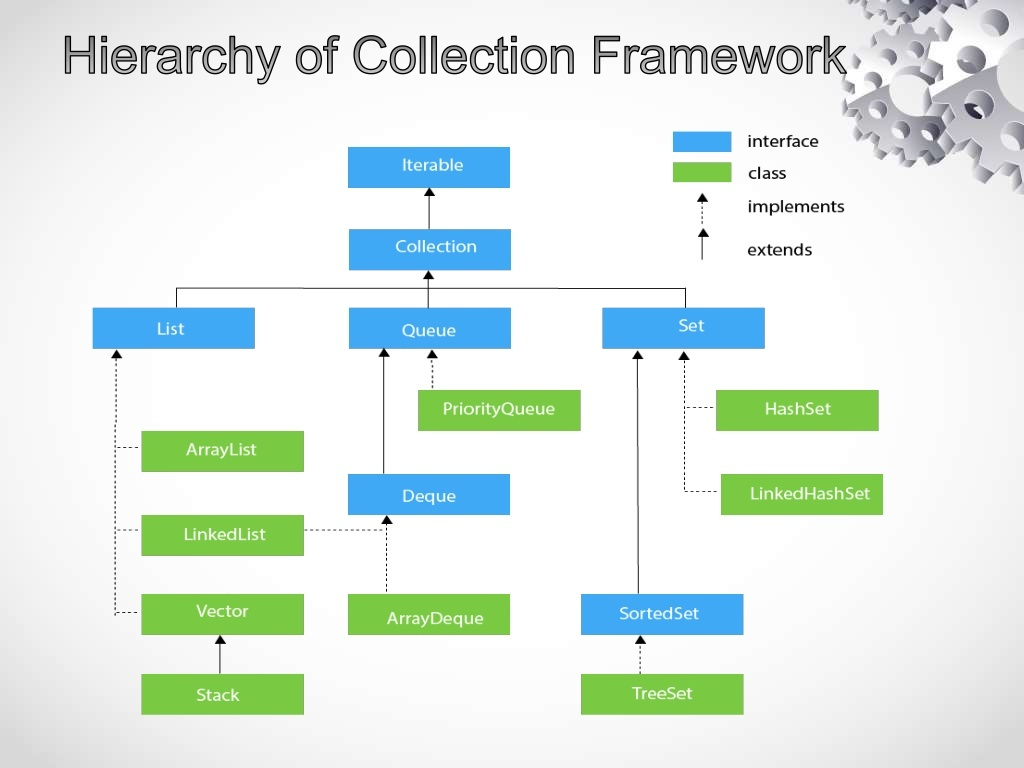 Hierarchy of Collection Framework
interface
class
implements
extends
Iterable
Collection
List
Queue
Set
PriorityQueue
HashSet
ArrayList
Deque
LinkedHashSet
LinkedList
Vector
ArrayDeque
SortedSet
Stack
TreeSet